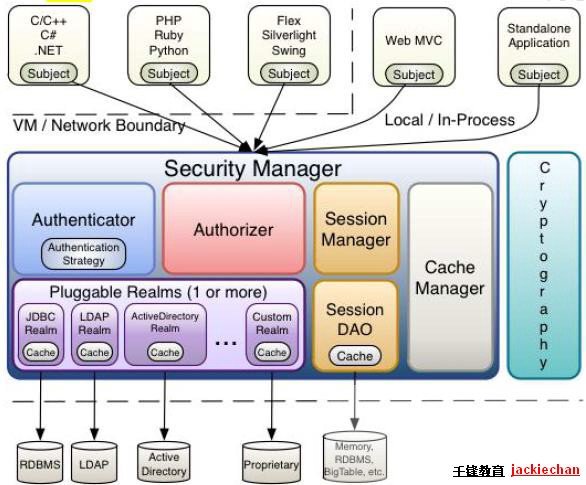 C/C++
C#
.NET
Subject
PHP
Ruby
Python
Subject
Flex
Silverlight
Swing
Subject
Web MVC
Subject
Standalone
Application
Subject
VM / Network Boundary
Local / In-Process
Security Manager
Authenticator
Authentication
Strategy
Authorizer
Session
Manager
Cache
Manager
Cryptography
Pluggable Realms (1 or more)
JDBC
Realm
Cache
LDAP
Realm
Cache
ActiveDirectory
Realm
Cache
...
Custom
Realm
Cache
Session
DAO
Cache
RDBMS
LDAP
Active
Directory
Proprietary
Memory,
RDBMS,
BigTable, etc.
千锋教育 jackiechan